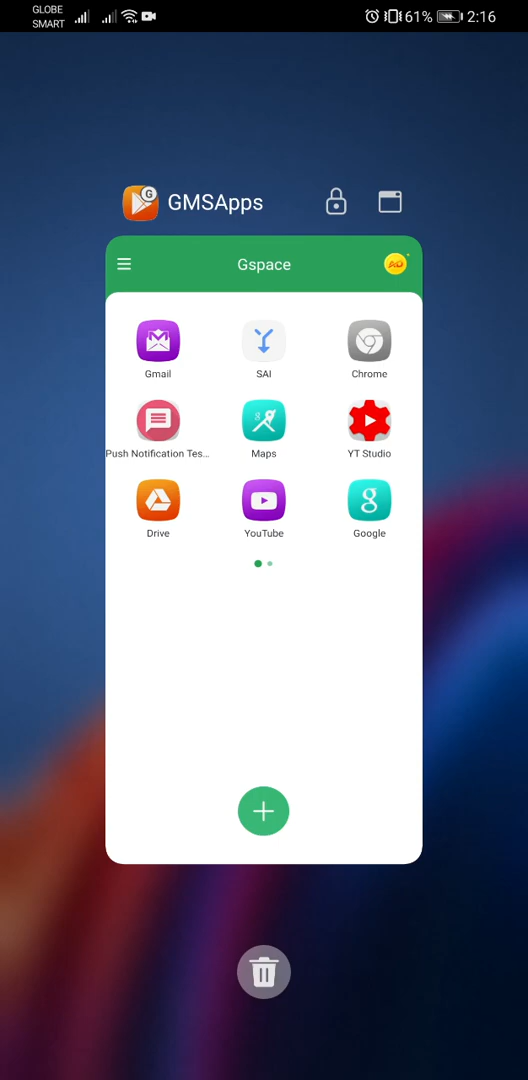 GLOBE
SMART
61% 2:16
GMSApps
Gspace
Gmail SAI Chrome
Push Notification Tes... Maps YT Studio
Drive YouTube Google